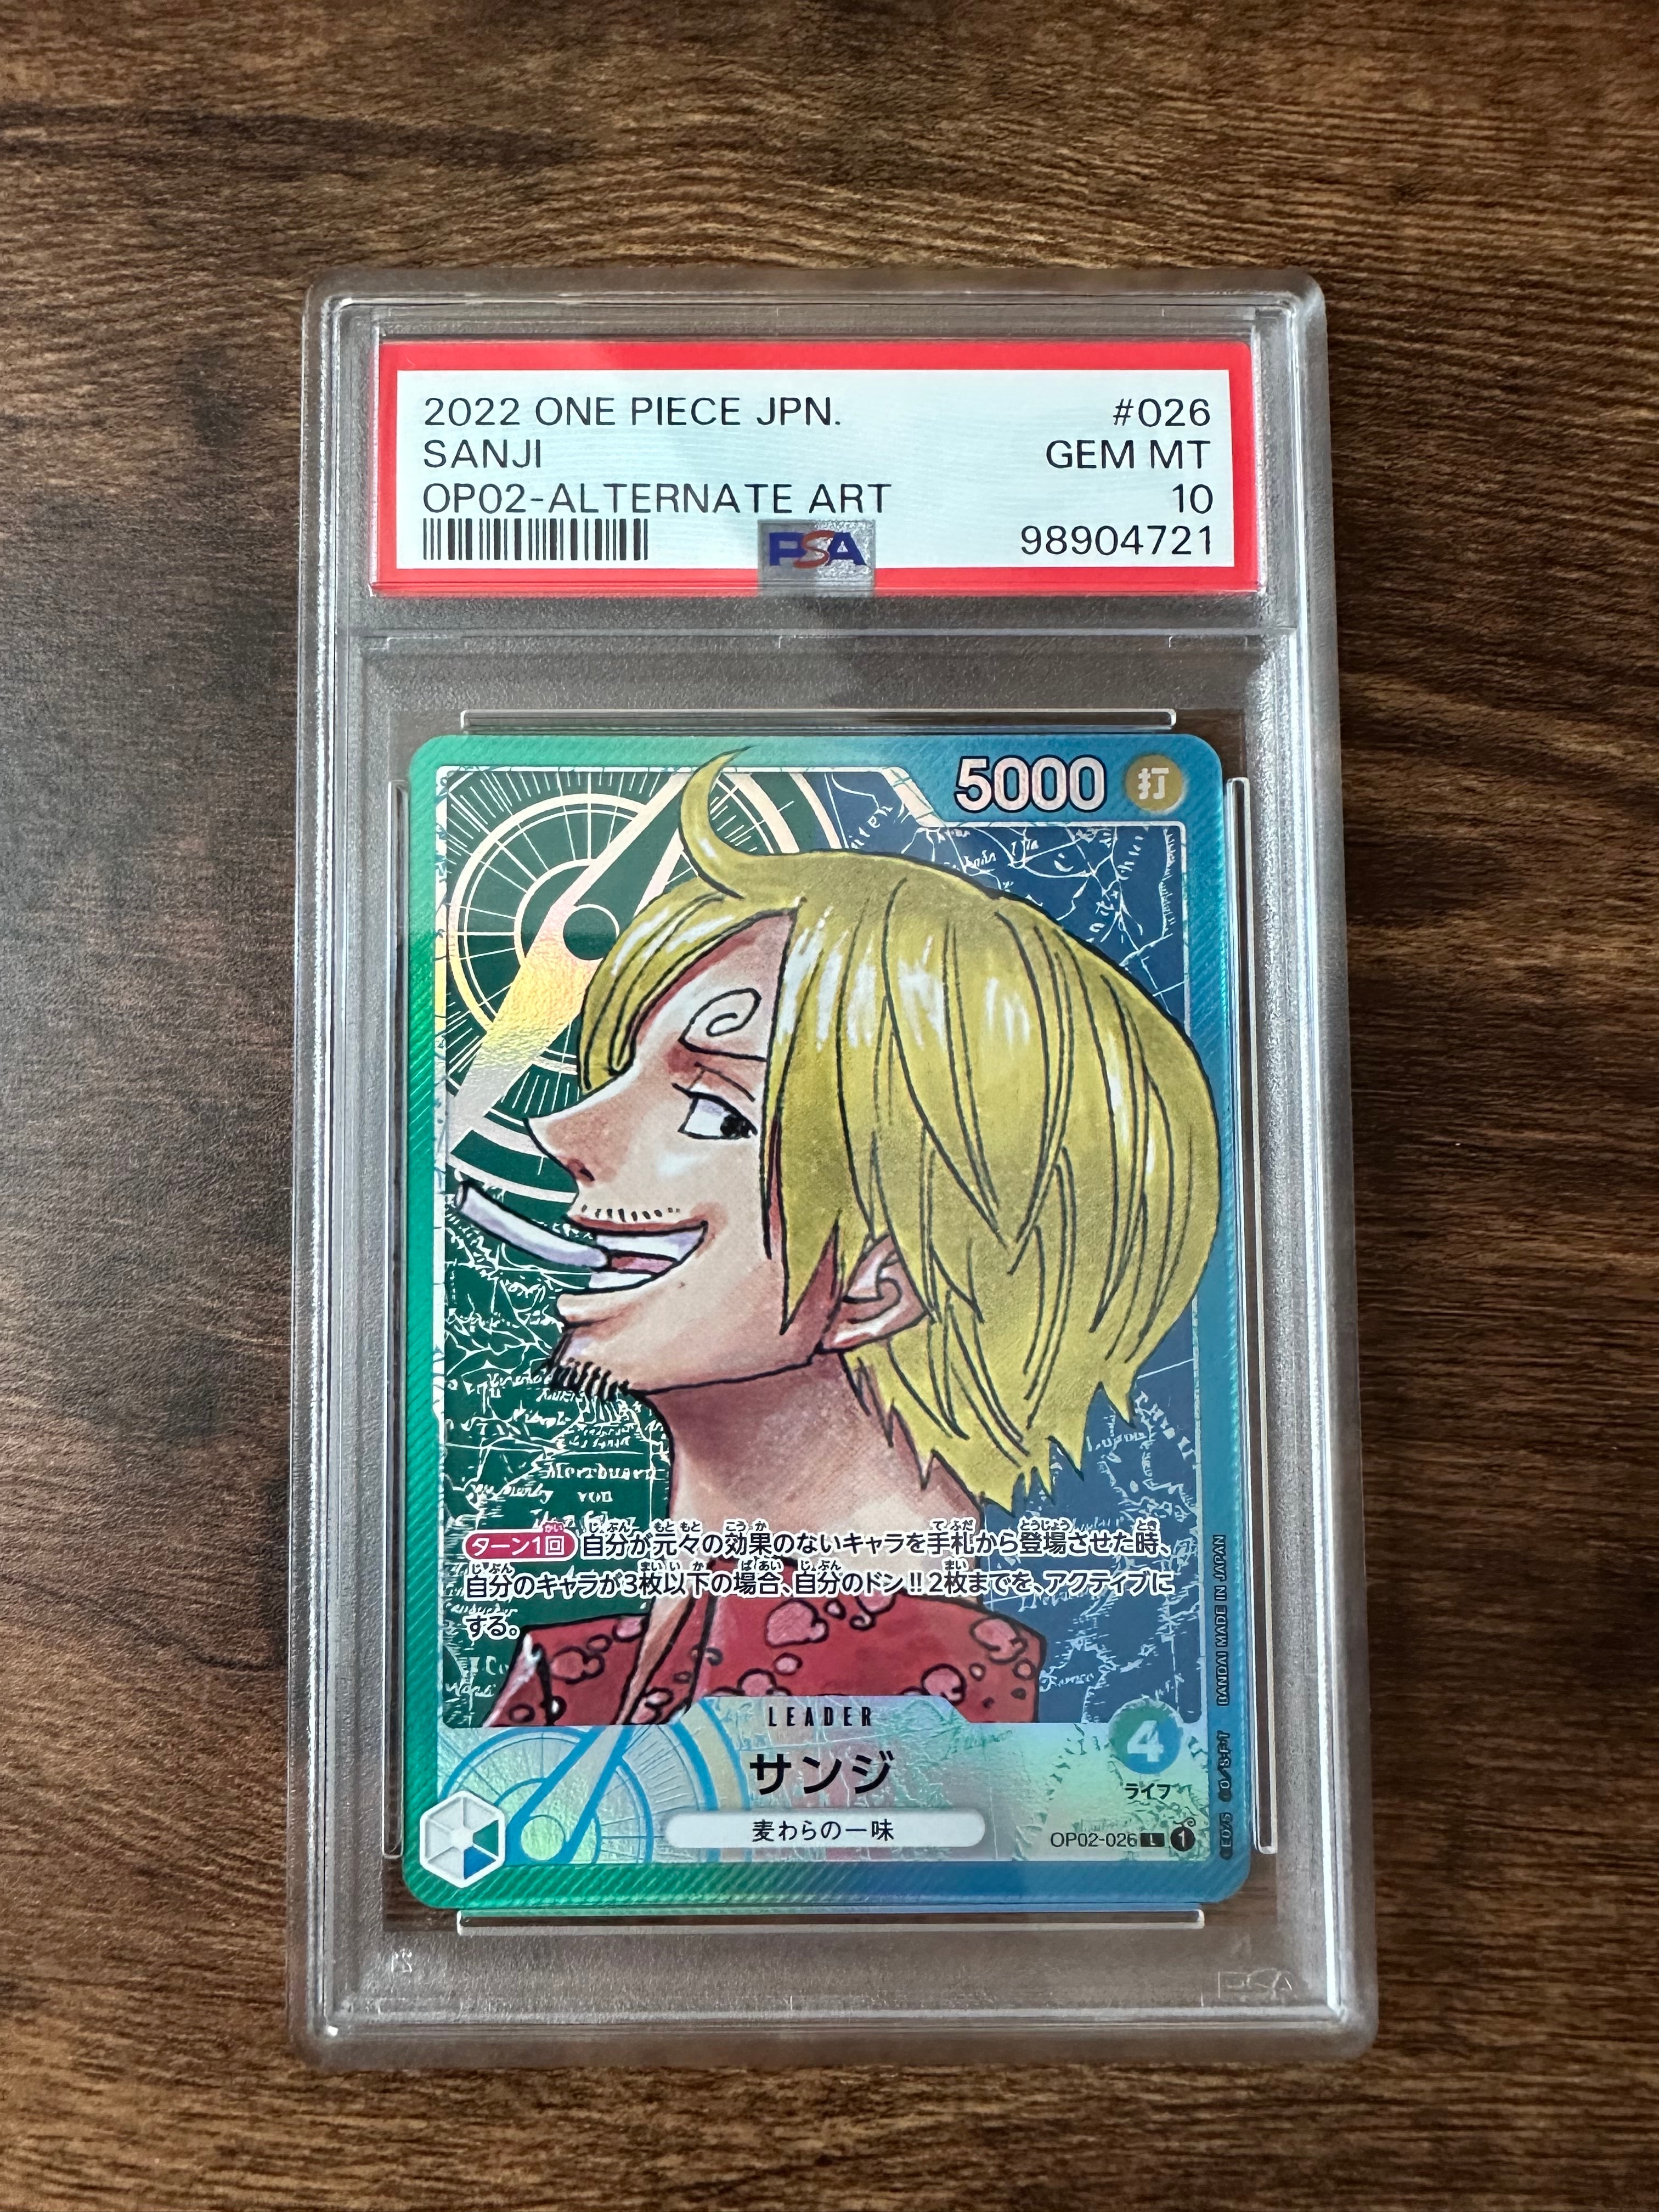 2022 ONE PIECE JPN. #026
SANJI GEM MT
OP02-ALTERNATE ART 10
PSA 98904721
5000 打
ターン1回 自分が元々の効果のないキャラを手札から登場させた時、
自分のキャラが3枚以下の場合、自分のドン!!2枚までを、アクティブに
する。
LEADER
サンジ
4
ライフ
麦わらの一味
OP02-026 L 1
BANDAI MADE IN JAPAN
PSA